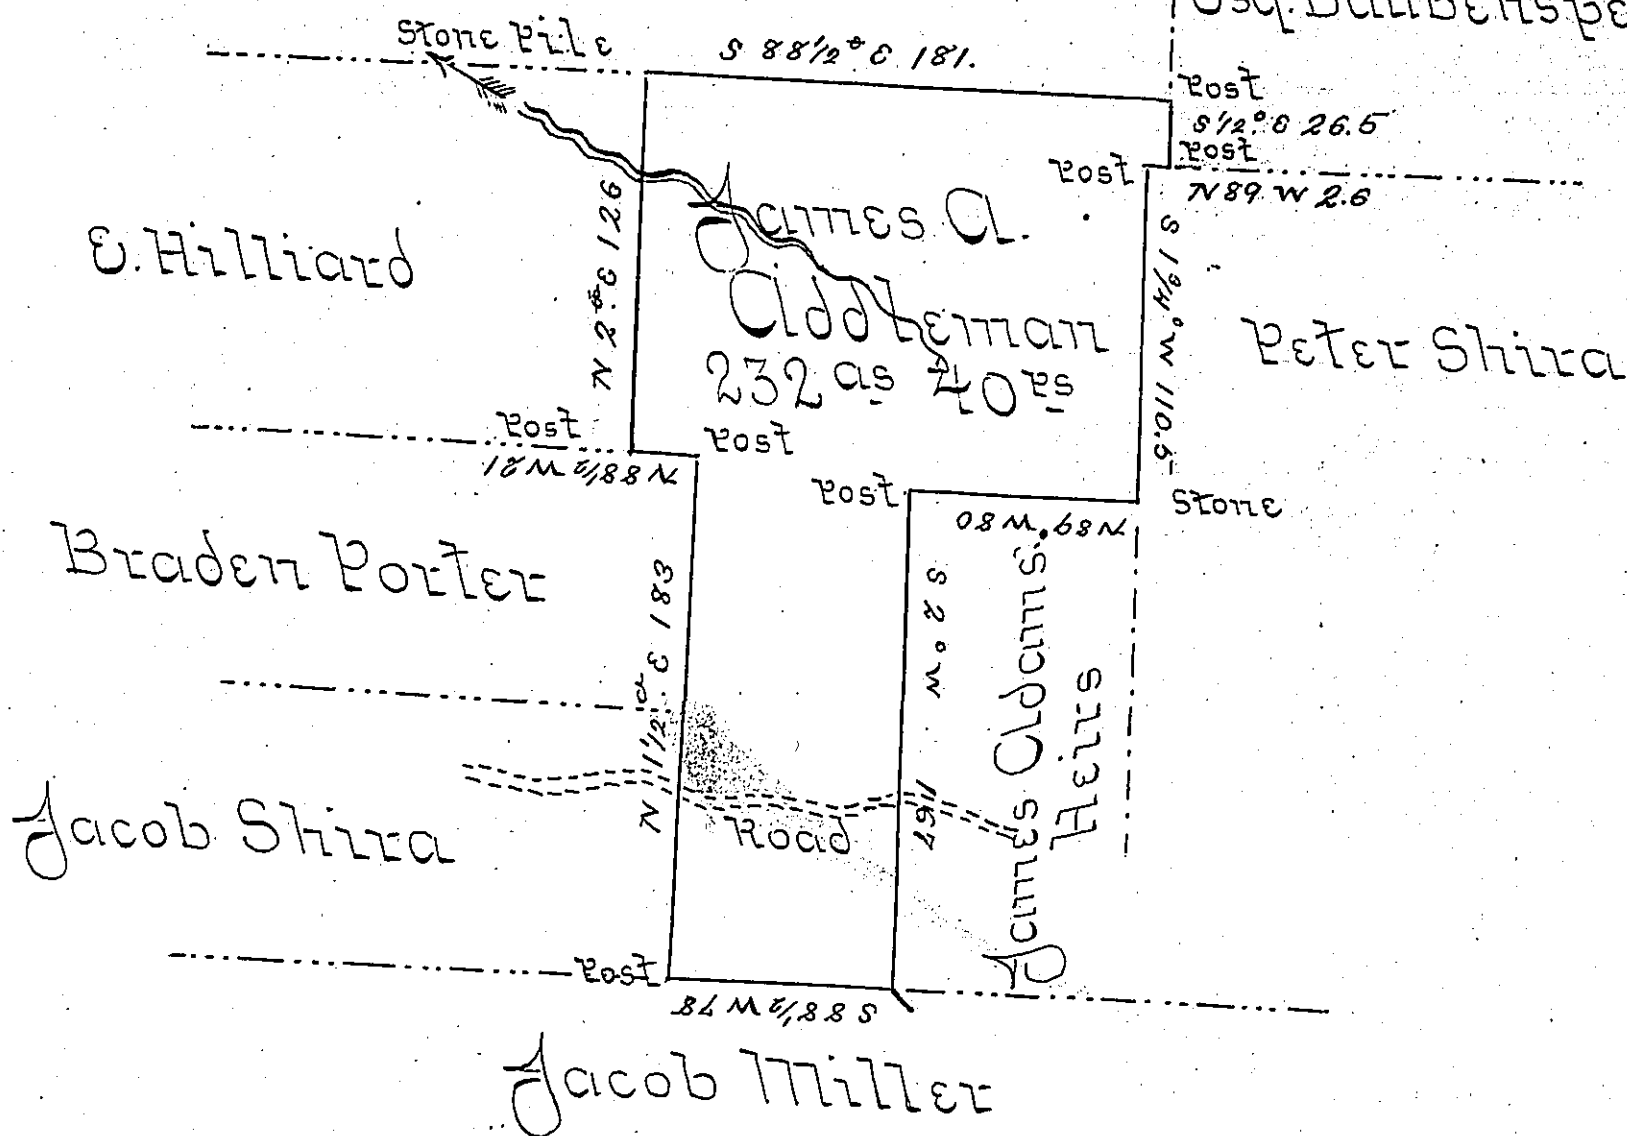 Stone Pile
S 88½° E 181.
Post
S ½° E 26.5
Post
Post
N 89 W 2.6
E. Hilliard
N 2° E 126
James A.
Addleman
232 as 40 ps
S 1¾° W 110.5
Peter Shira
Post
Post
N 88½ W 21
Post
Stone
N 89° W 80
Braden Porter
N 1½° E 183
S 2° W
167
James Adams
Heirs
Jacob Shira
Road
Post
S 88½ W 78
Jacob Miller